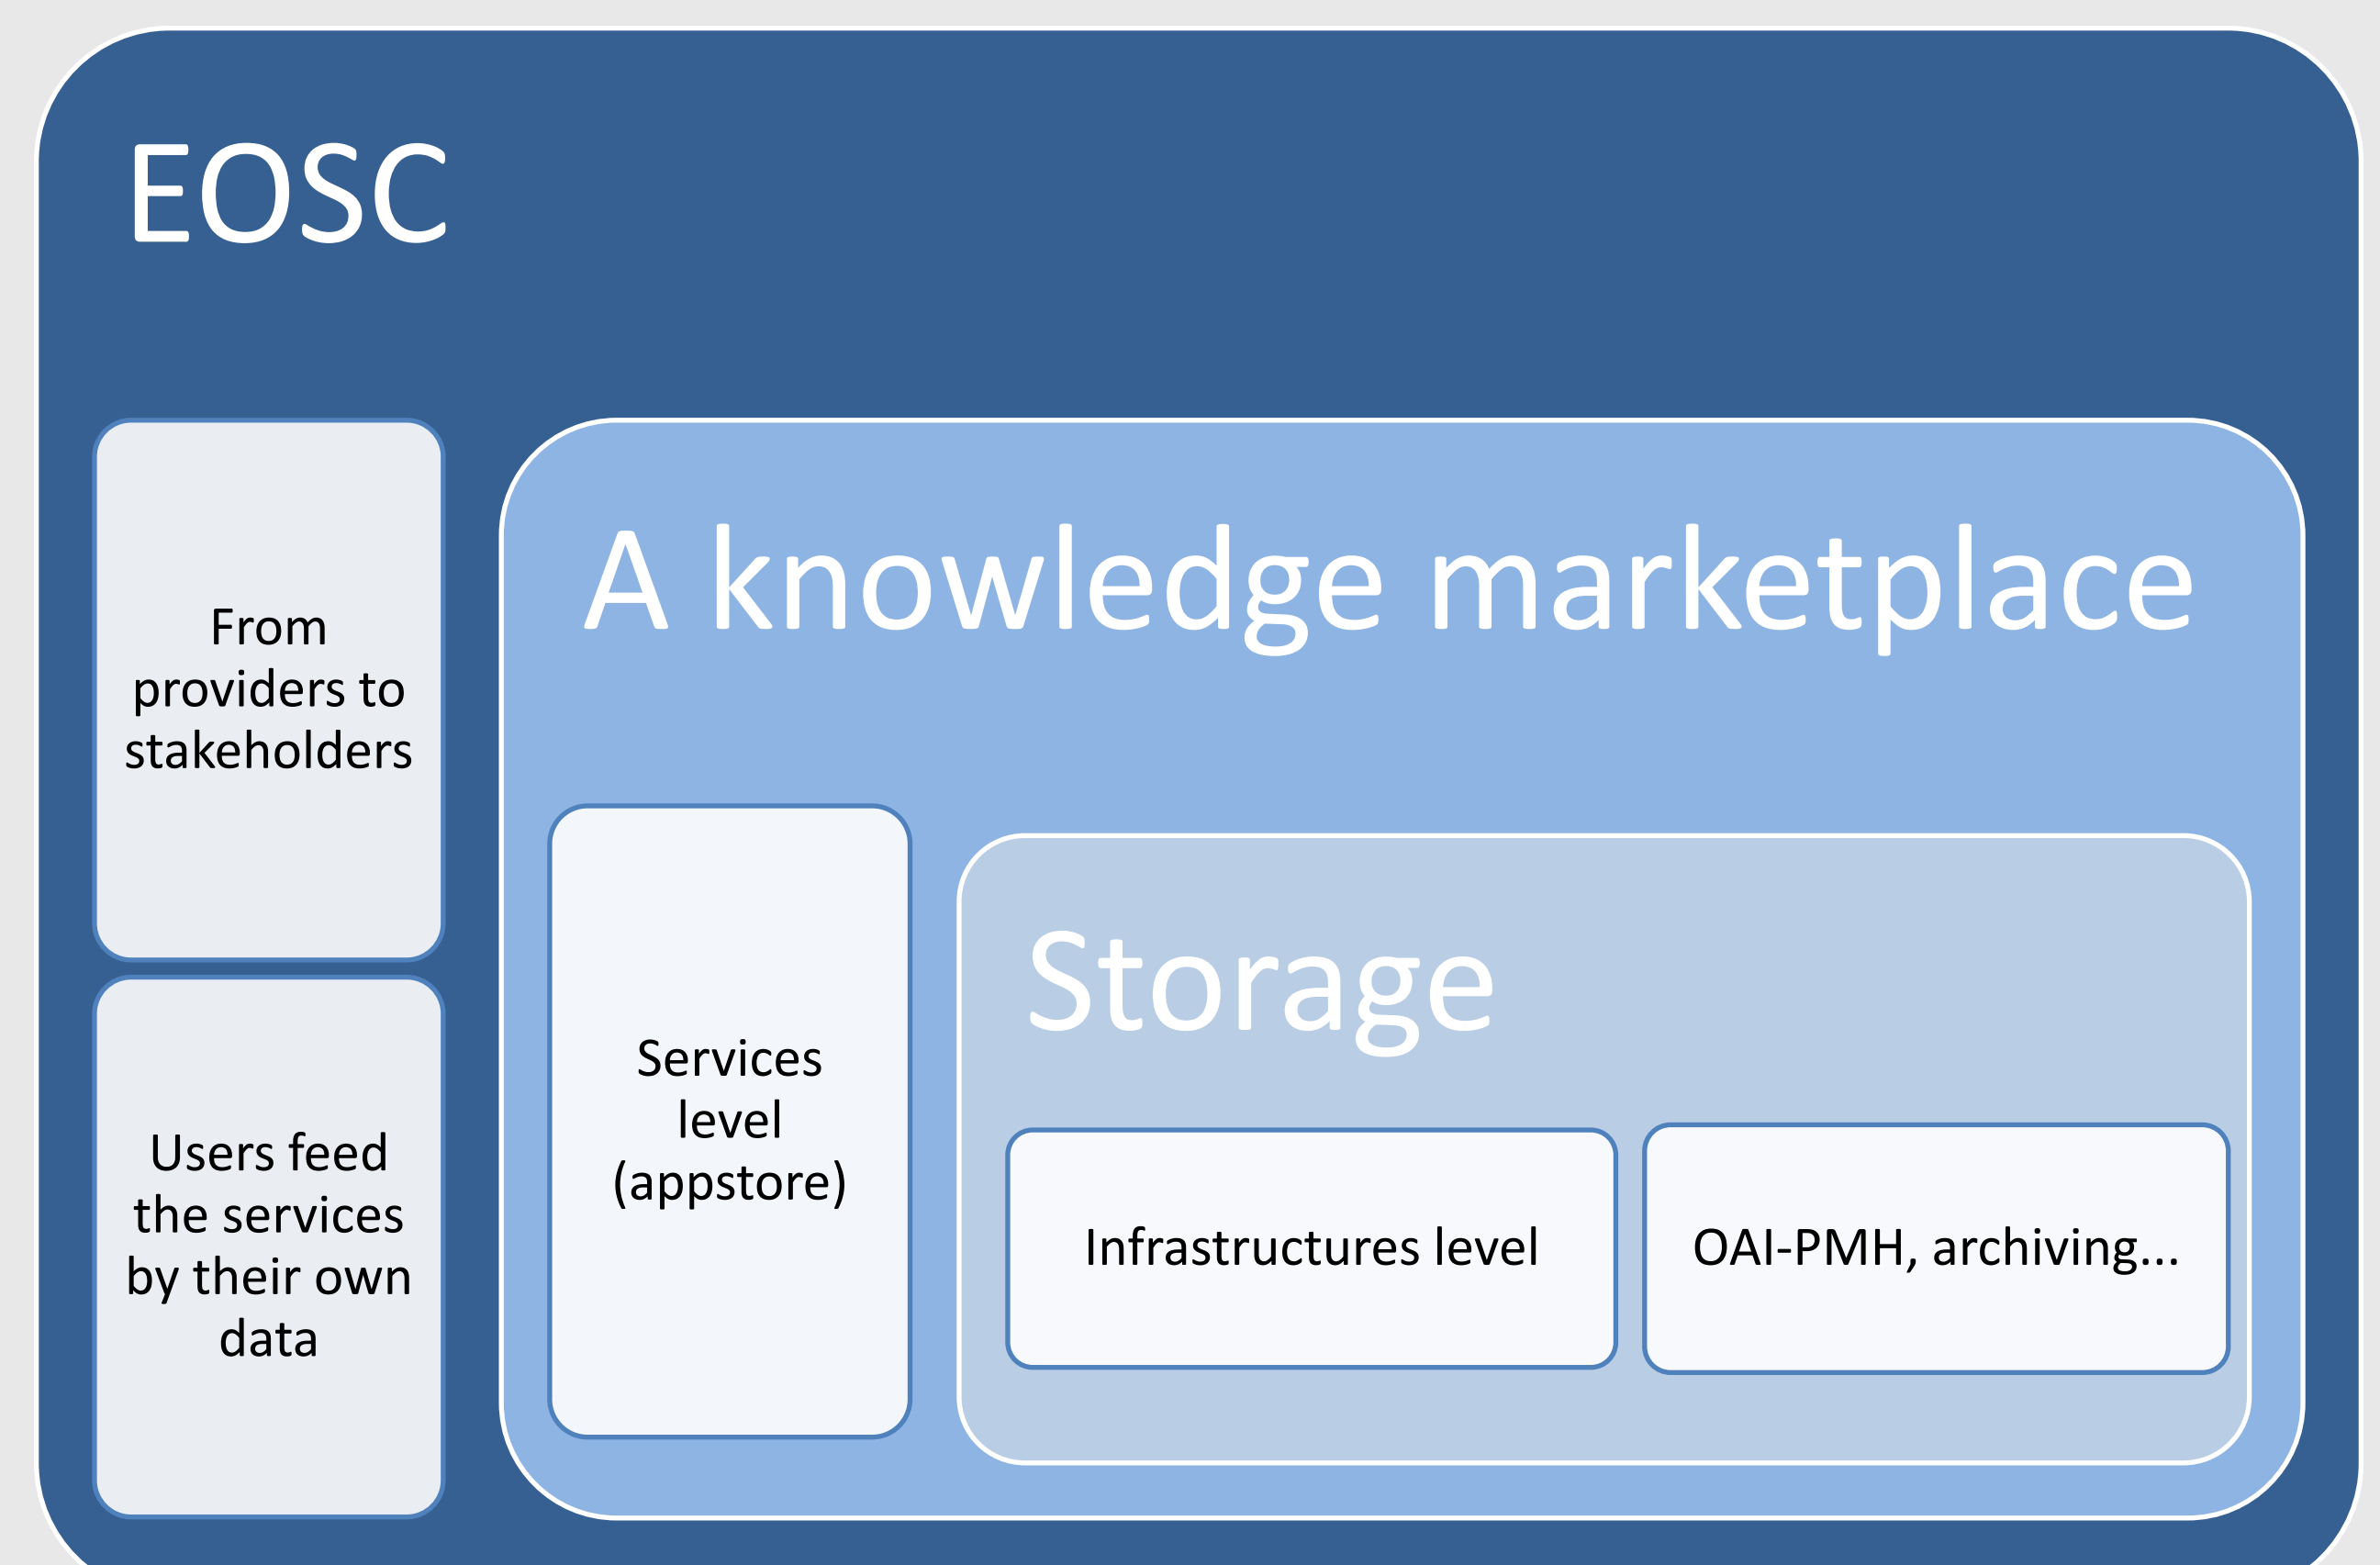 EOSC
From
providers to
stakeholders
Users feed
the services
by their own
data
A knowledge marketplace
Services
level
(appstore)
Storage
Infrastructures level
OAI-PMH, archiving...